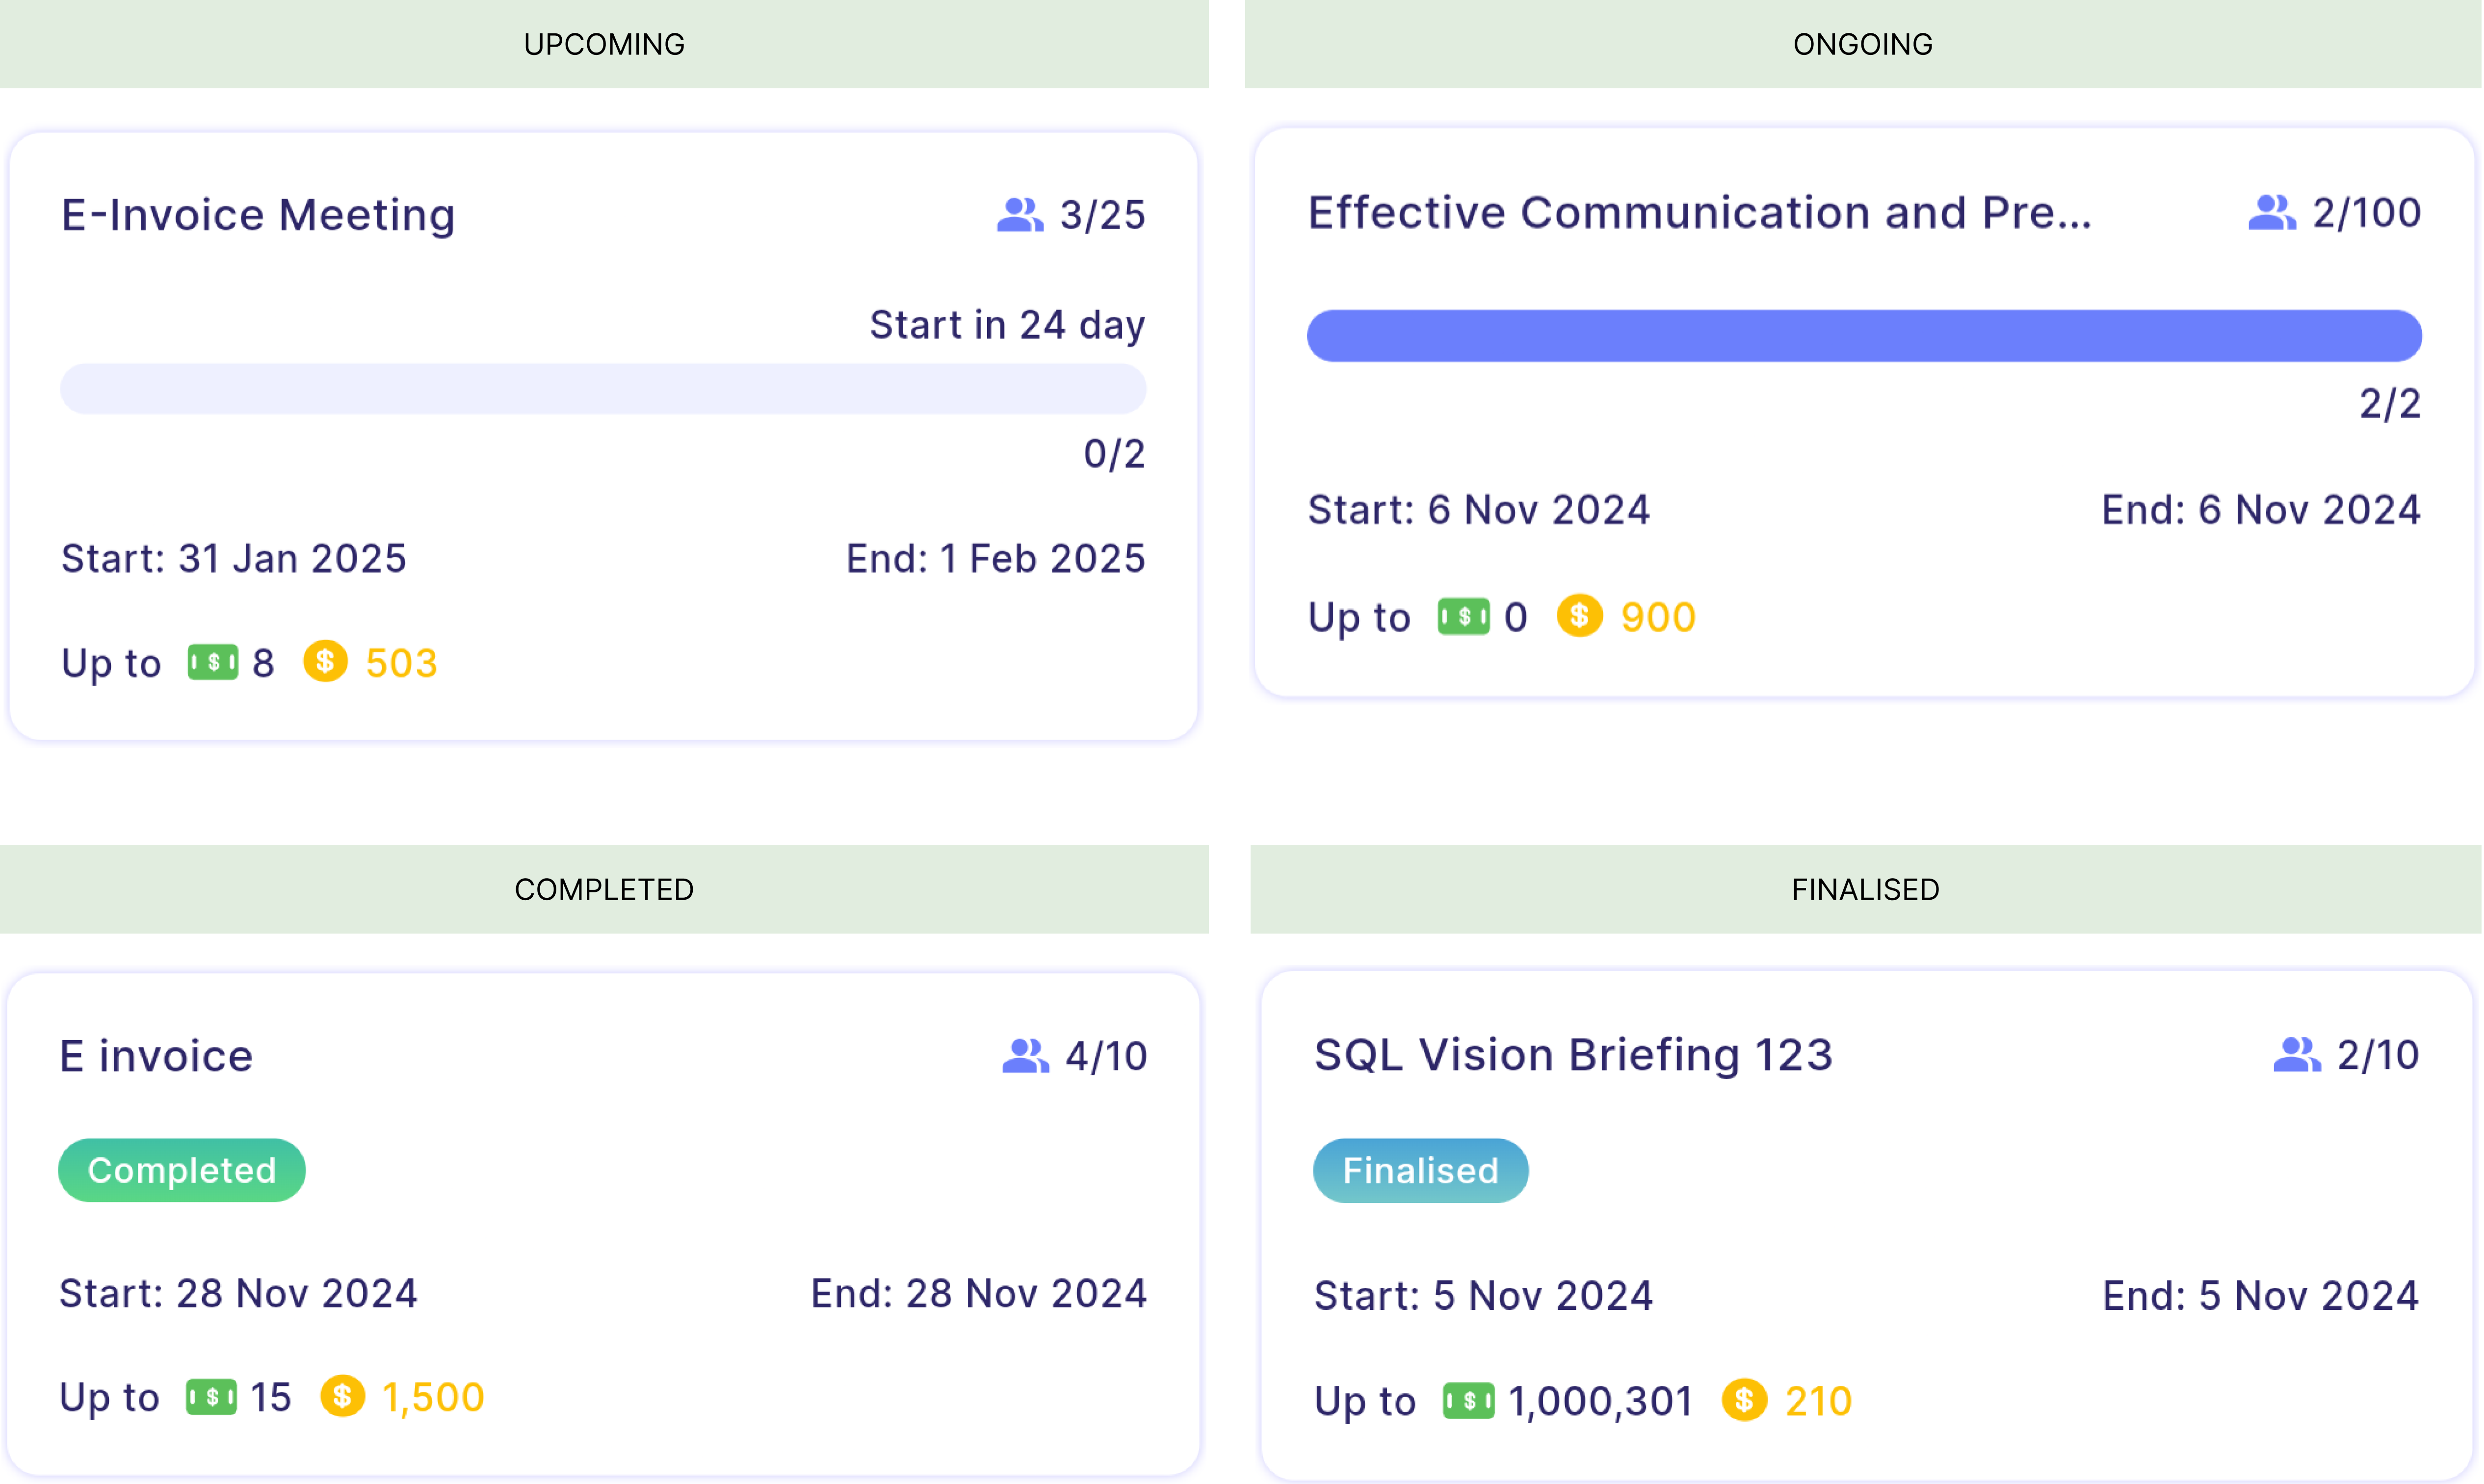 UPCOMING
E-Invoice Meeting 3/25
Start in 24 day
0/2
Start: 31 Jan 2025 End: 1 Feb 2025
Up to $ 8 $ 503
ONGOING
Effective Communication and Pre... 2/100
2/2
Start: 6 Nov 2024 End: 6 Nov 2024
Up to $ 0 $ 900
COMPLETED
E invoice 4/10
Completed
Start: 28 Nov 2024 End: 28 Nov 2024
Up to $ 15 $ 1,500
FINALISED
SQL Vision Briefing 123 2/10
Finalised
Start: 5 Nov 2024 End: 5 Nov 2024
Up to $ 1,000,301 $ 210